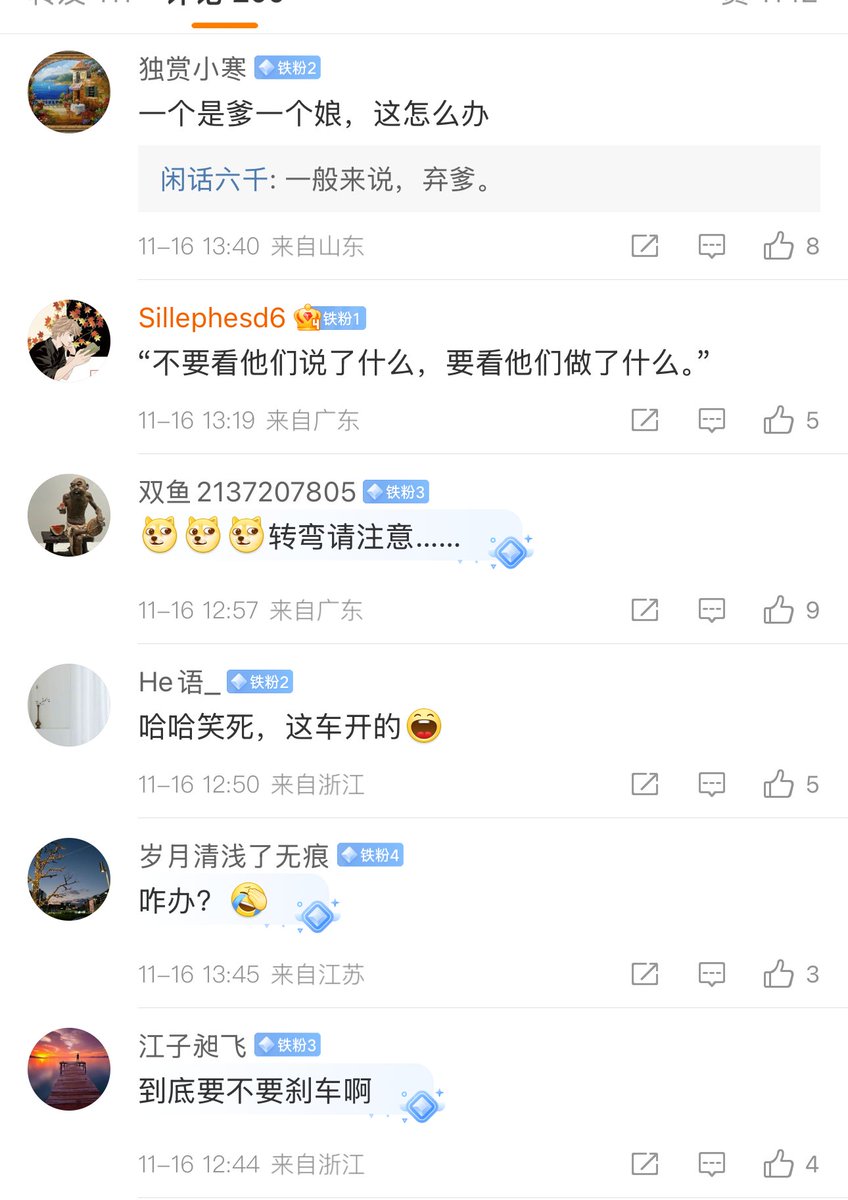 独赏小寒 铁粉2
一个是爹一个娘，这怎么办
闲话六千: 一般来说，弃爹。
11-16 13:40 来自山东 8
Sillephesd6 4 铁粉1
“不要看他们说了什么，要看他们做了什么。”
11-16 13:19 来自广东 5
双鱼2137207805 铁粉3
转弯请注意......
11-16 12:57 来自广东 9
He语_ 铁粉2
哈哈笑死，这车开的
11-16 12:50 来自浙江 5
岁月清浅了无痕 铁粉4
咋办？
11-16 13:45 来自江苏 3
江子昶飞 铁粉3
到底要不要刹车啊
11-16 12:44 来自浙江 4